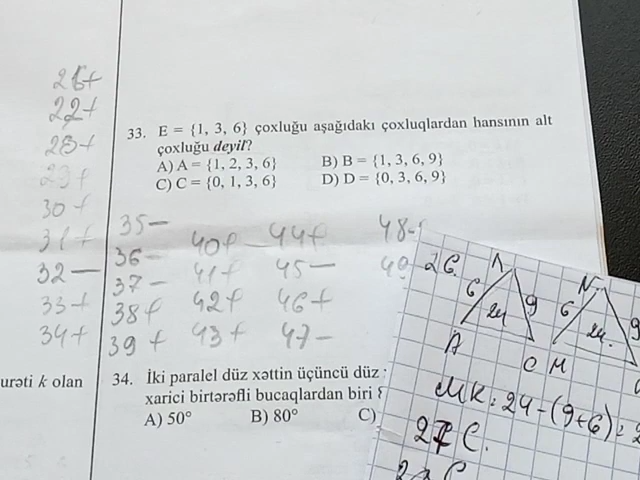 26+
22+
28+
29+
30+
31+
32—
33+
34+
33. E = {1, 3, 6} çoxluğu aşağıdakı çoxluqlardan hansının alt
çoxluğu deyil?
A) A = {1, 2, 3, 6} B) B = {1, 3, 6, 9}
C) C = {0, 1, 3, 6} D) D = {0, 3, 6, 9}
35—
36—
37—
38+
39+
40+
41+
42+
43+
44+
45—
46+
47-
48-
49
urəti k olan
34. İki paralel düz xəttin üçüncü düz
xarici birtərəfli bucaqlardan biri
A) 50° B) 80° C)
26.
6 9
24
A C
N
6 9
24.
M
MK: 24-(9+6)=
27 C.